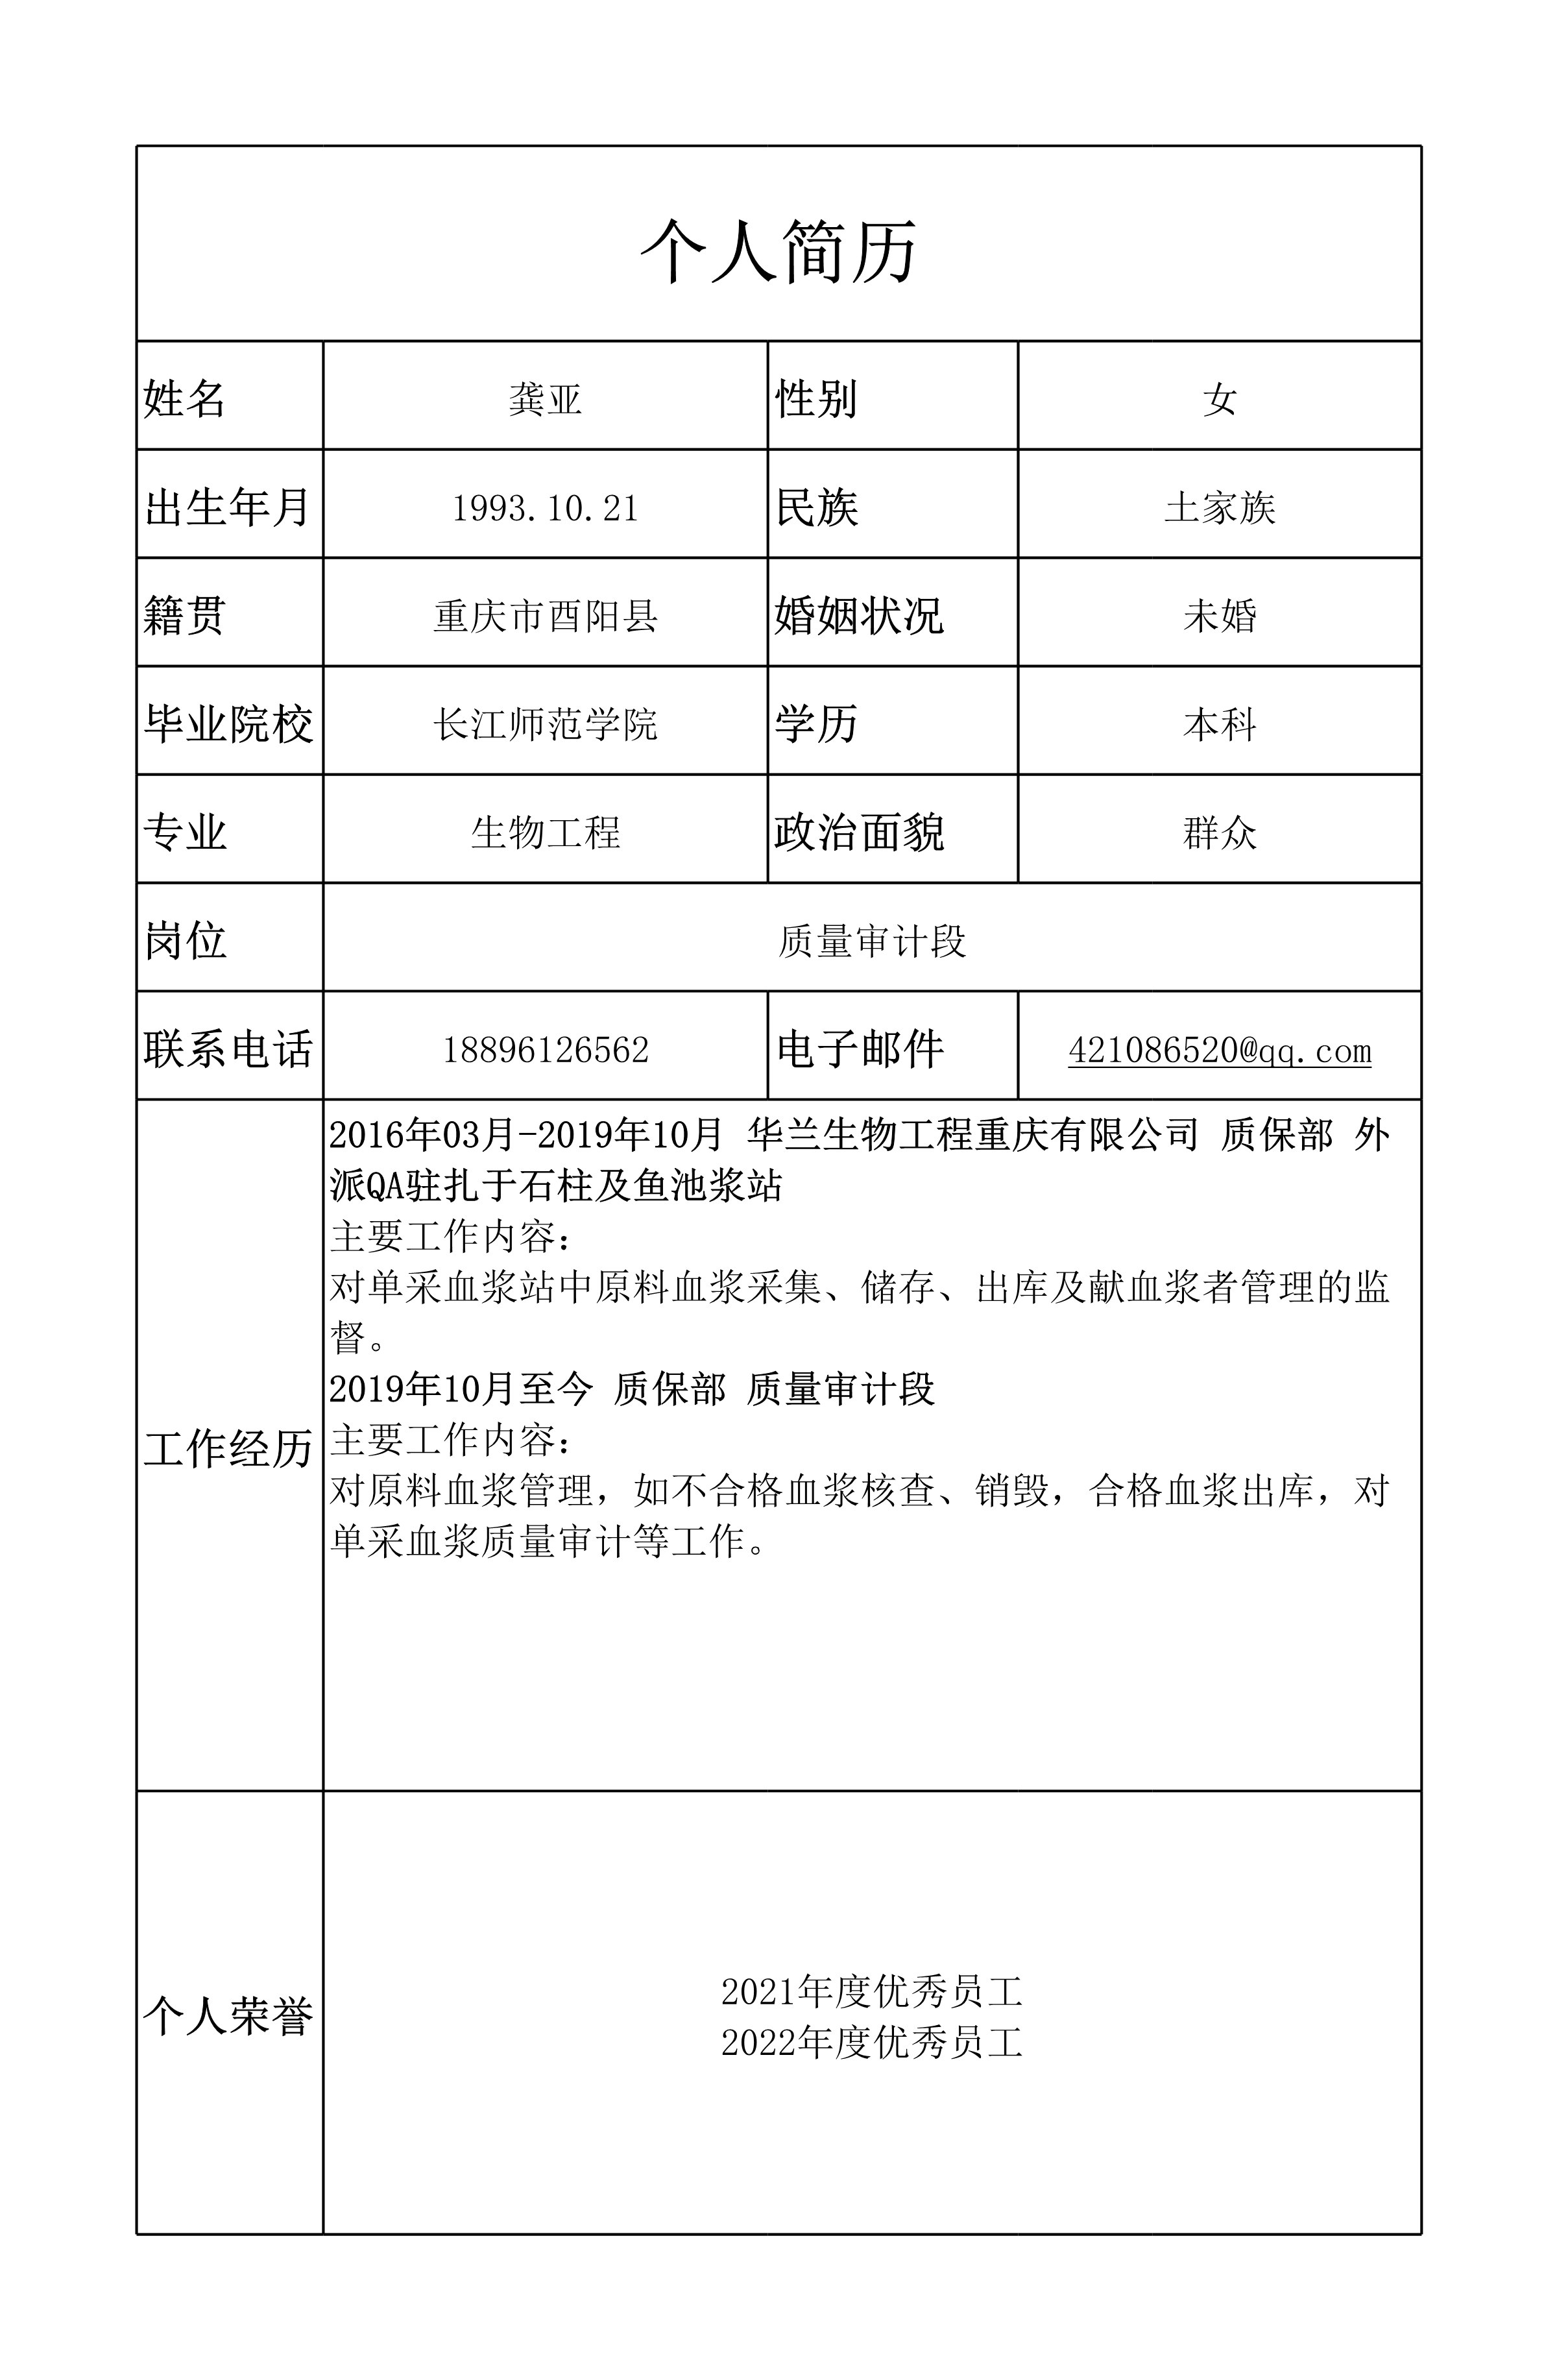 个人简历
姓名 龚亚 性别 女
出生年月 1993.10.21 民族 土家族
籍贯 重庆市酉阳县 婚姻状况 未婚
毕业院校 长江师范学院 学历 本科
专业 生物工程 政治面貌 群众
岗位 质量审计段
联系电话 18896126562 电子邮件 421086520@qq.com
工作经历
2016年03月-2019年10月 华兰生物工程重庆有限公司 质保部 外
派QA驻扎于石柱及鱼池浆站
主要工作内容：
对单采血浆站中原料血浆采集、储存、出库及献血浆者管理的监
督。
2019年10月至今 质保部 质量审计段
主要工作内容：
对原料血浆管理，如不合格血浆核查、销毁，合格血浆出库，对
单采血浆质量审计等工作。
个人荣誉
2021年度优秀员工
2022年度优秀员工